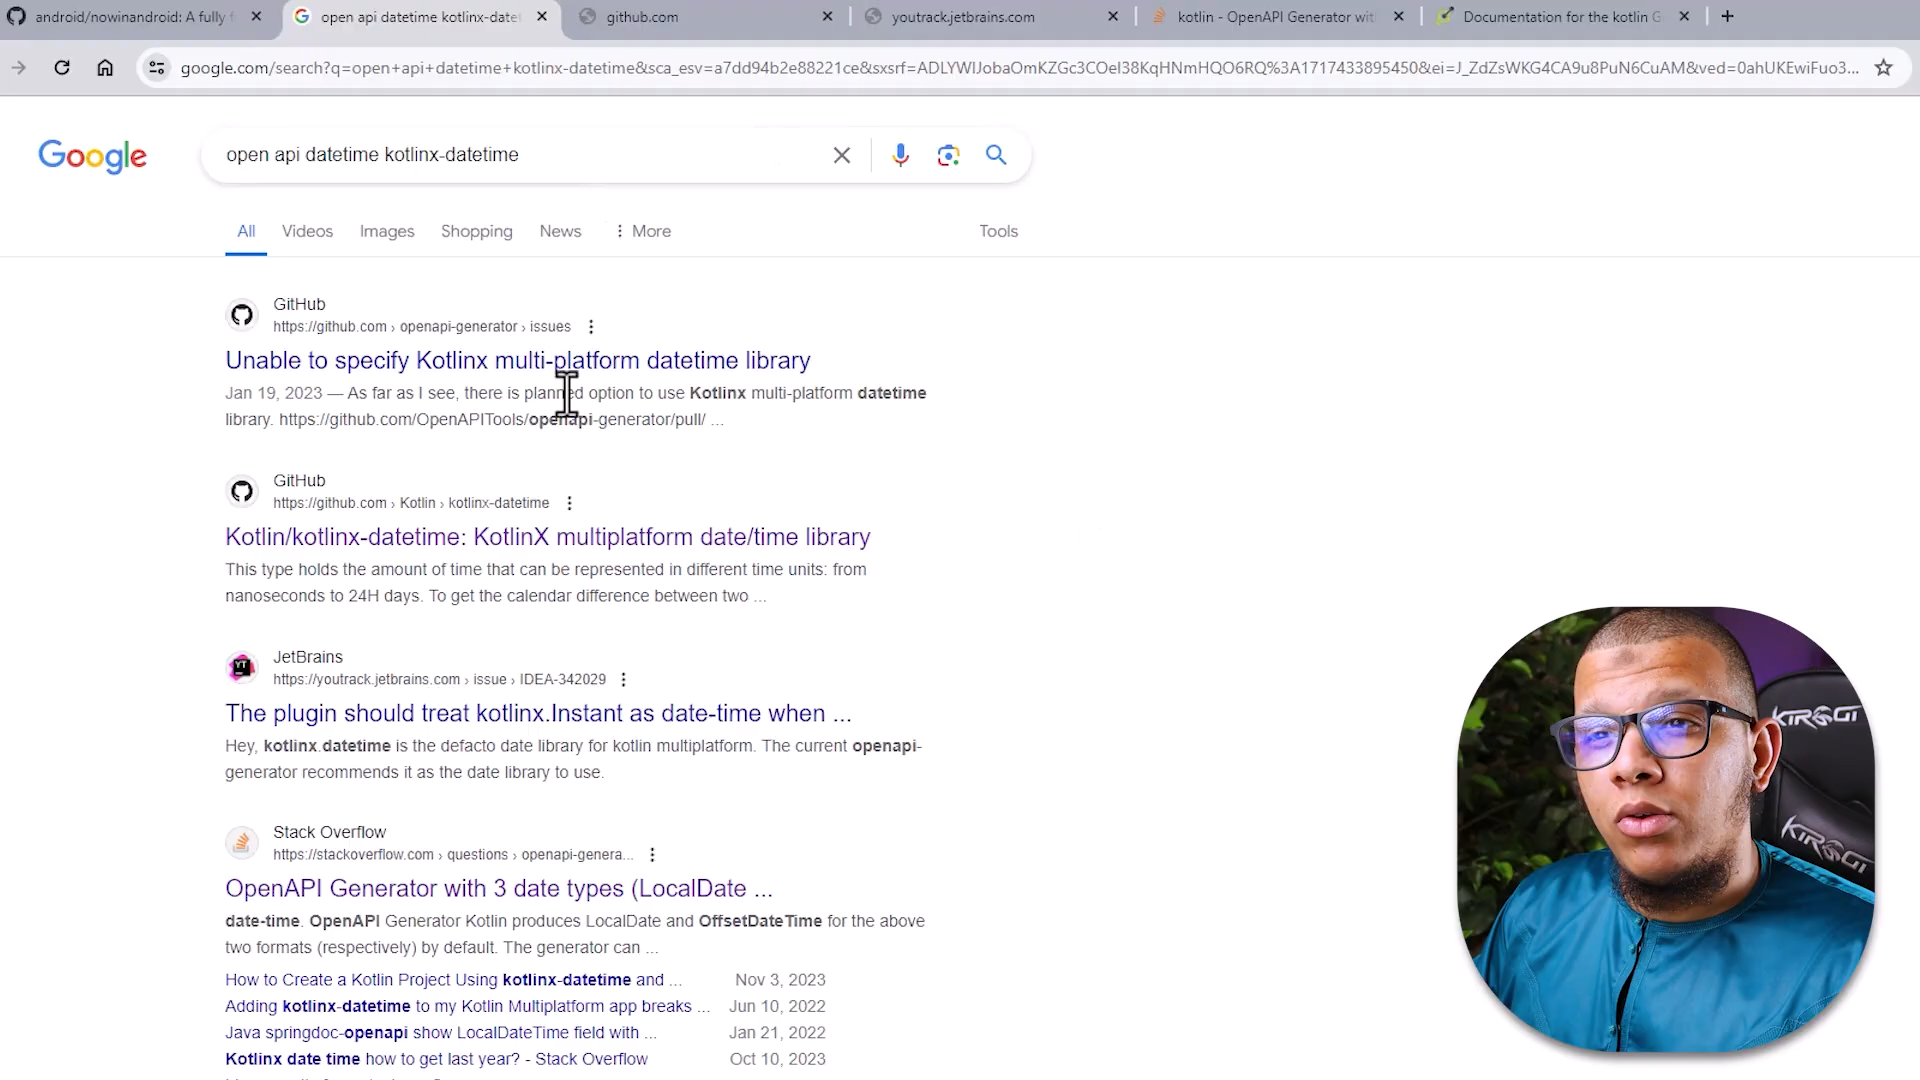 android/nowinandroid: A fully f
open api datetime kotlinx-datet
github.com
youtrack.jetbrains.com
kotlin - OpenAPI Generator wit
Documentation for the kotlin G
google.com/search?q=open+api+datetime+kotlinx-datetime&sca_esv=a7dd94b2e88221ce&sxsrf=ADLYWIJobaOmKZGc3COeI38KqHNmHQO6RQ%3A1717433895450&ei=J_ZdZsWKG4CA9u8PuN6CuAM&ved=0ahUKEwiFuo3...
Google
open api datetime kotlinx-datetime
All
Videos
Images
Shopping
News
More
Tools
GitHub
https://github.com › openapi-generator › issues
Unable to specify Kotlinx multi-platform datetime library
Jan 19, 2023 — As far as I see, there is planned option to use Kotlinx multi-platform datetime
library. https://github.com/OpenAPITools/openapi-generator/pull/ ...
GitHub
https://github.com › Kotlin › kotlinx-datetime
Kotlin/kotlinx-datetime: KotlinX multiplatform date/time library
This type holds the amount of time that can be represented in different time units: from
nanoseconds to 24H days. To get the calendar difference between two ...
YT
JetBrains
https://youtrack.jetbrains.com › issue › IDEA-342029
The plugin should treat kotlinx.Instant as date-time when ...
Hey, kotlinx.datetime is the defacto date library for kotlin multiplatform. The current openapi-
generator recommends it as the date library to use.
Stack Overflow
https://stackoverflow.com › questions › openapi-genera...
OpenAPI Generator with 3 date types (LocalDate ...
date-time. OpenAPI Generator Kotlin produces LocalDate and OffsetDateTime for the above
two formats (respectively) by default. The generator can ...
How to Create a Kotlin Project Using kotlinx-datetime and ... Nov 3, 2023
Adding kotlinx-datetime to my Kotlin Multiplatform app breaks ... Jun 10, 2022
Java springdoc-openapi show LocalDateTime field with ... Jan 21, 2022
Kotlinx date time how to get last year? - Stack Overflow Oct 10, 2023
KIROGI
KIROGI